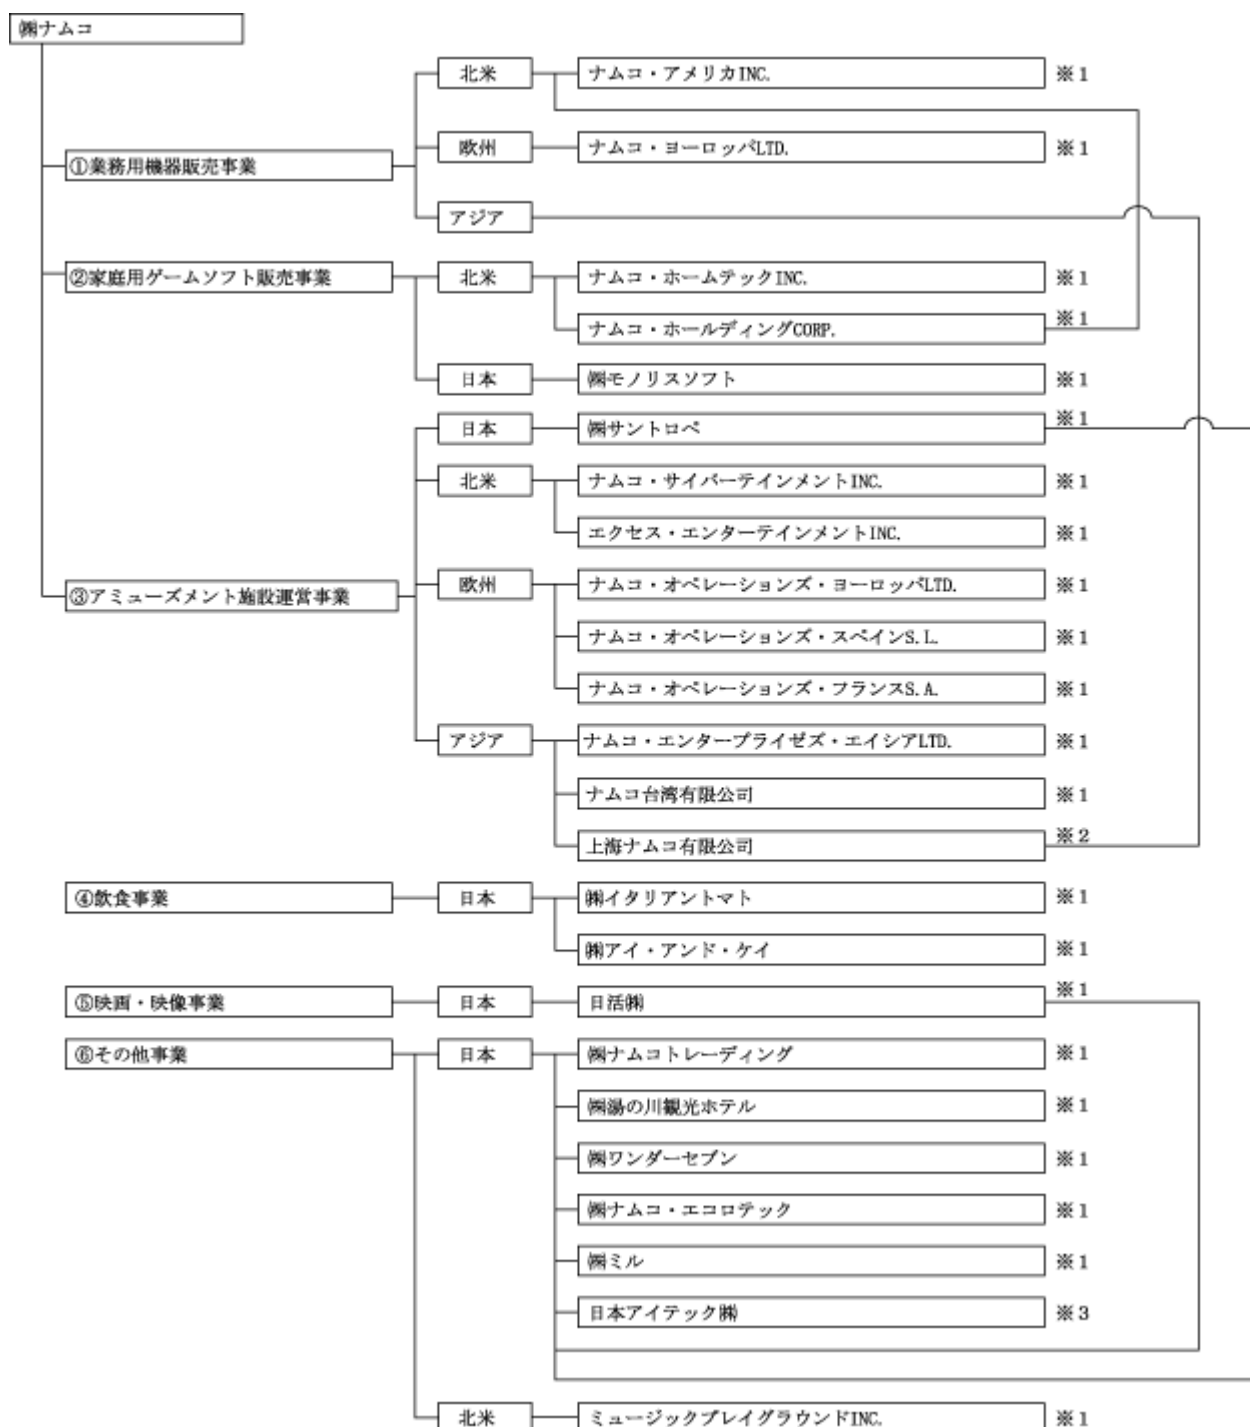 ㈱ナムコ
北米 ナムコ・アメリカINC. ※1
欧州 ナムコ・ヨーロッパLTD. ※1
①業務用機器販売事業
アジア
②家庭用ゲームソフト販売事業 北米 ナムコ・ホームテックINC. ※1
ナムコ・ホールディングCORP. ※1
日本 ㈱モノリスソフト ※1
日本 ㈱サントロペ ※1
北米 ナムコ・サイバーテインメントINC. ※1
エクセス・エンターテインメントINC. ※1
③アミューズメント施設運営事業 欧州 ナムコ・オペレーションズ・ヨーロッパLTD. ※1
ナムコ・オペレーションズ・スペインS.L. ※1
ナムコ・オペレーションズ・フランスS.A. ※1
アジア ナムコ・エンタープライゼズ・エイシアLTD. ※1
ナムコ台湾有限公司 ※1
上海ナムコ有限公司 ※2
④飲食事業 日本 ㈱イタリアントマト ※1
㈱アイ・アンド・ケイ ※1
⑤映画・映像事業 日本 日活㈱ ※1
⑥その他事業 日本 ㈱ナムコトレーディング ※1
㈱湯の川観光ホテル ※1
㈱ワンダーセブン ※1
㈱ナムコ・エコロテック ※1
㈱ミル ※1
日本アイテック㈱ ※3
北米 ミュージックプレイグラウンドINC. ※1